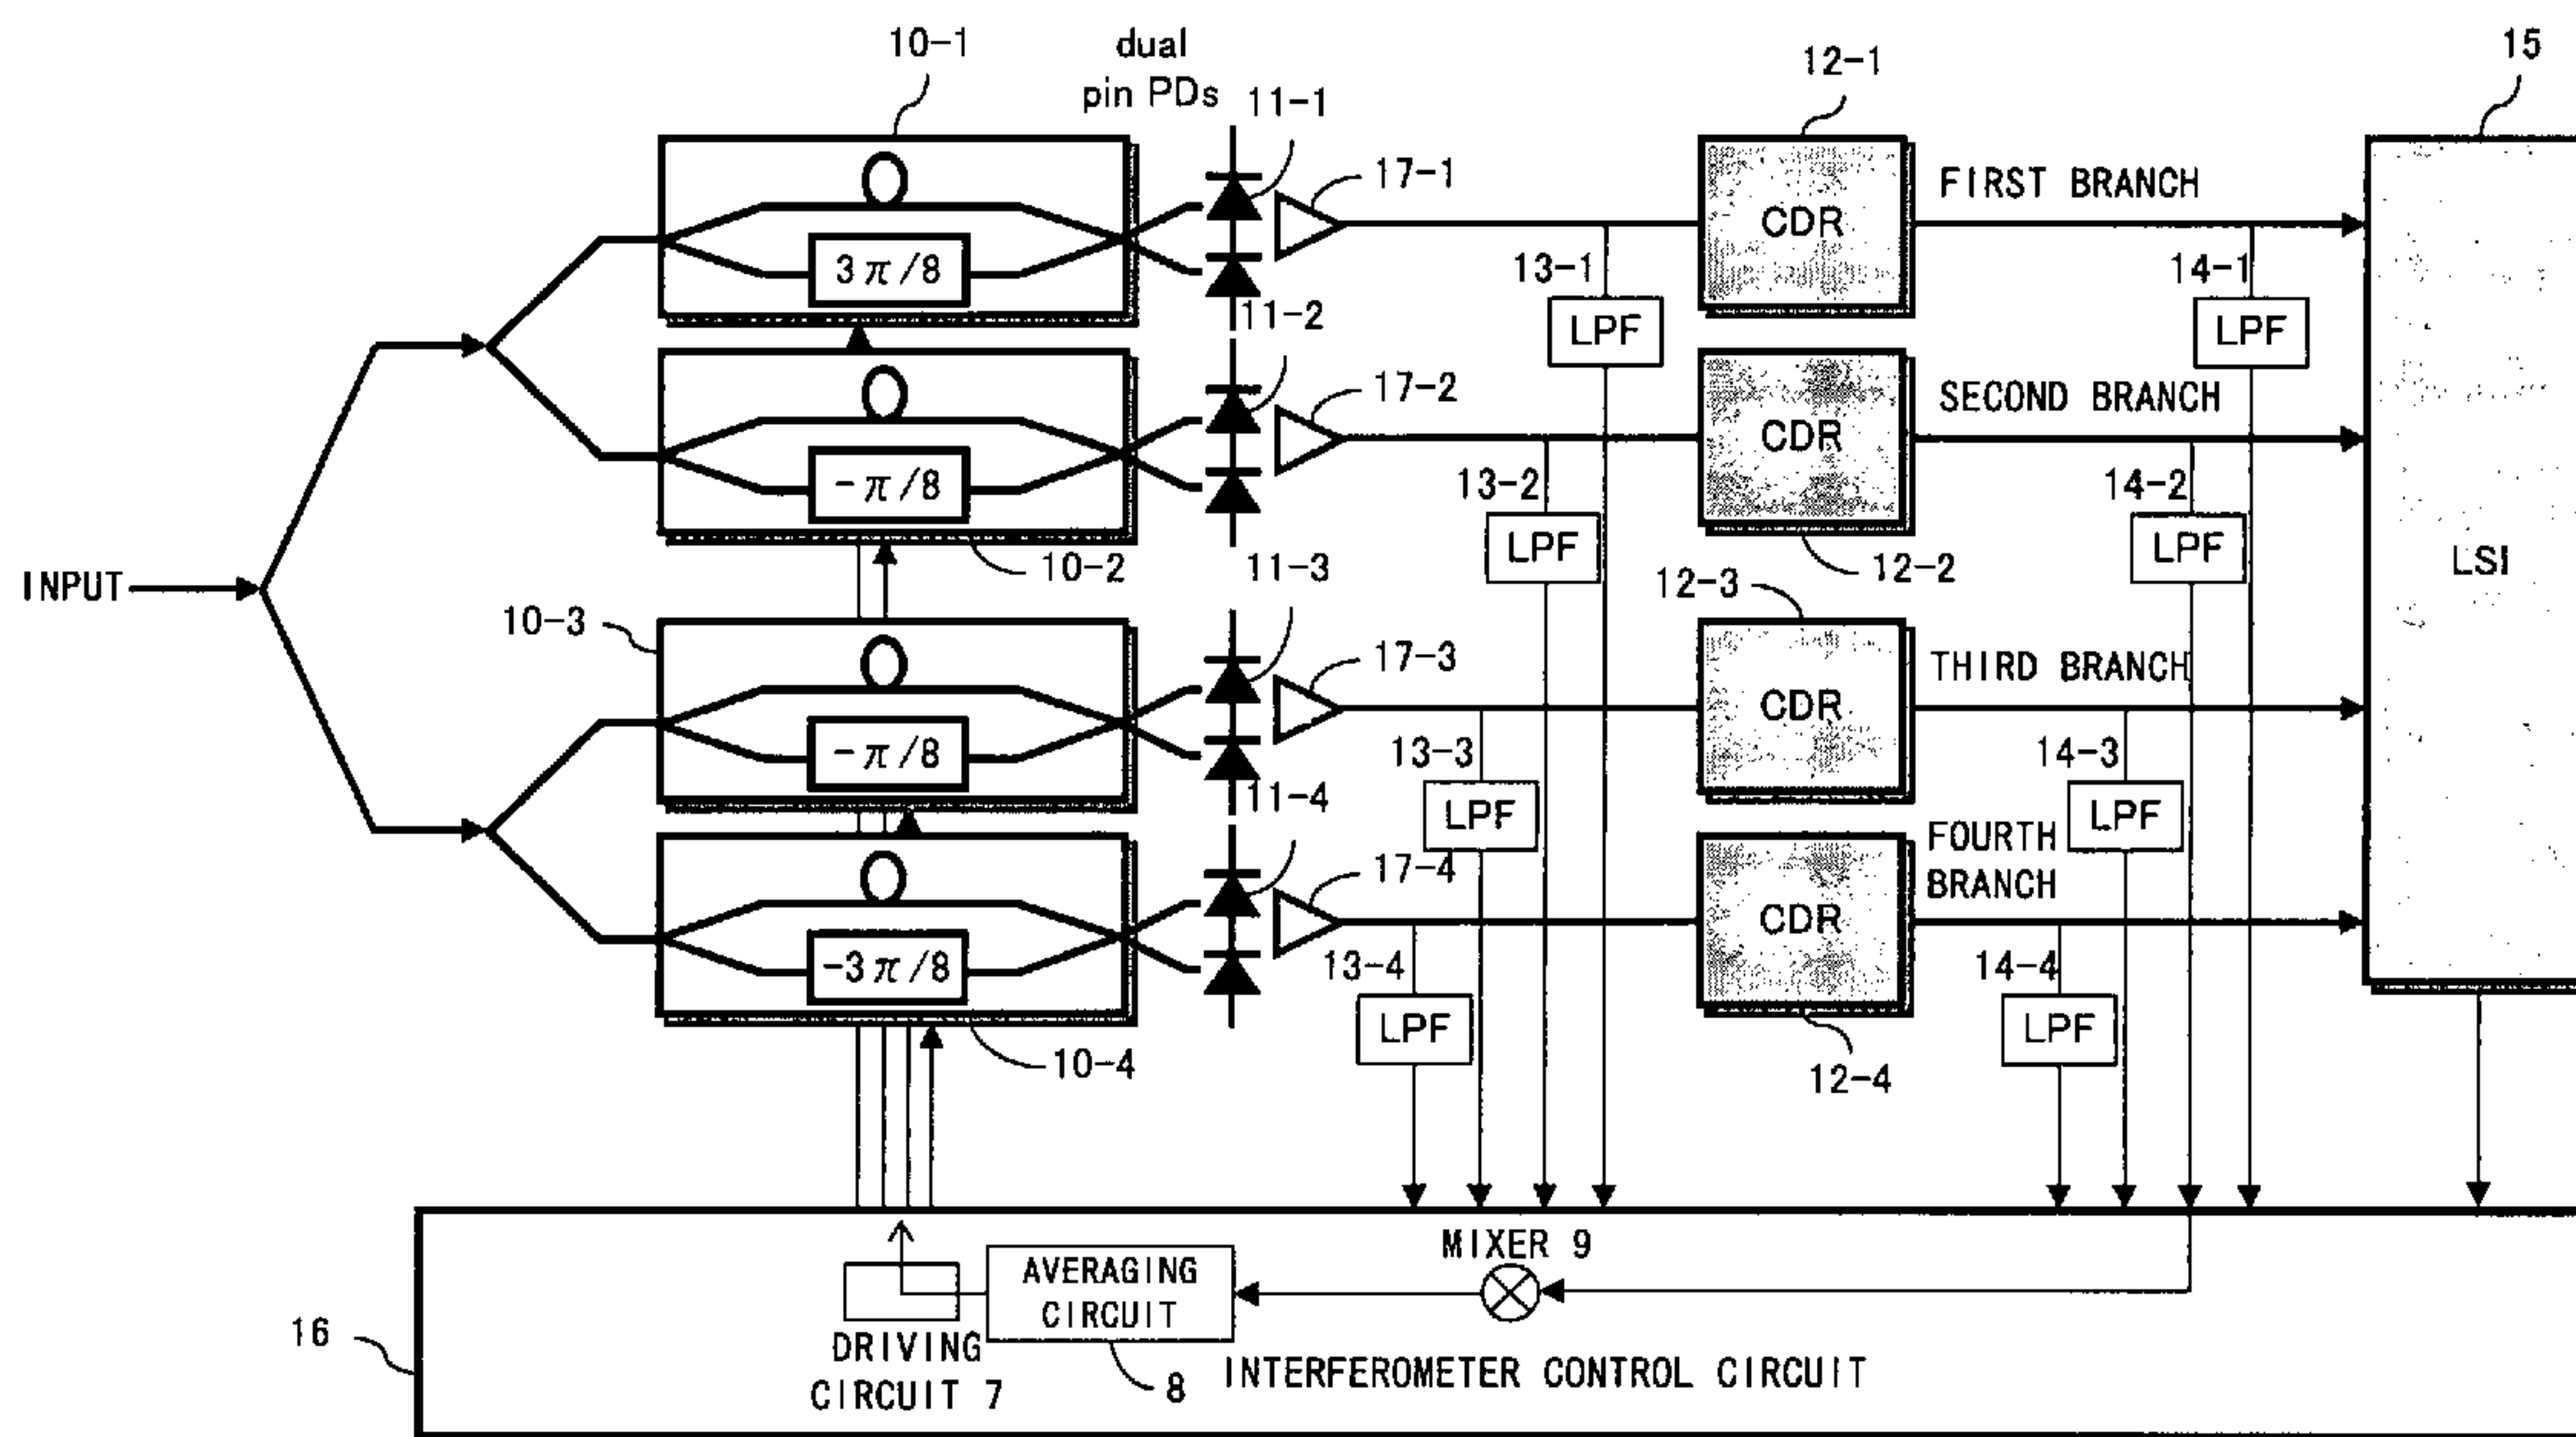 10-1
dual
pin PDs
11-1
12-1
15
17-1
3π/8
CDR
FIRST BRANCH
13-1
14-1
11-2
LPF
LPF
17-2
-π/8
CDR
SECOND BRANCH
13-2
14-2
LPF
LPF
LSI
INPUT
10-2
11-3
12-3
12-2
10-3
17-3
-π/8
CDR
THIRD BRANCH
13-3
14-3
11-4
LPF
LPF
17-4
-3π/8
CDR
FOURTH
BRANCH
13-4
14-4
LPF
LPF
10-4
12-4
MIXER 9
AVERAGING
CIRCUIT
16
DRIVING
CIRCUIT 7
8
INTERFEROMETER CONTROL CIRCUIT